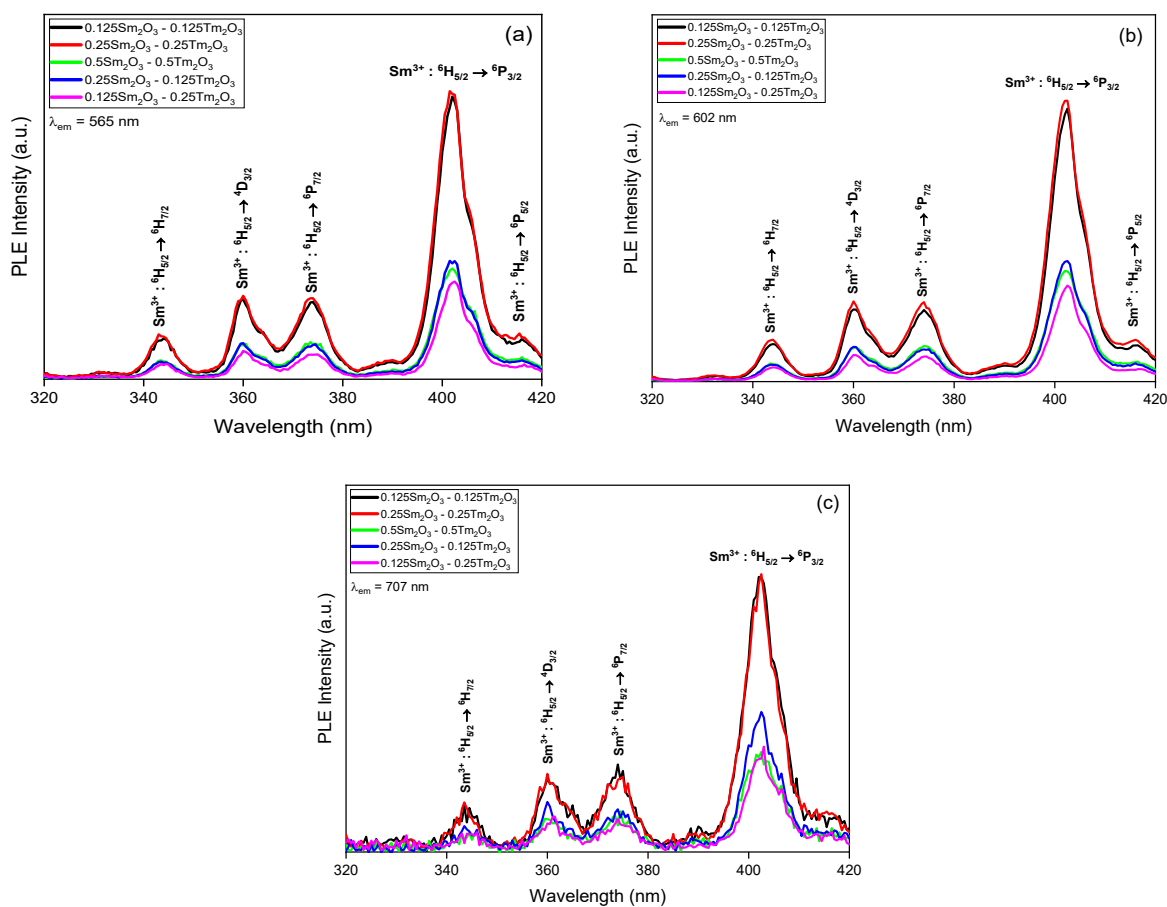 (a)
0.125Sm₂O₃ - 0.125Tm₂O₃
0.25Sm₂O₃ - 0.25Tm₂O₃
0.5Sm₂O₃ - 0.5Tm₂O₃
0.25Sm₂O₃ - 0.125Tm₂O₃
0.125Sm₂O₃ - 0.25Tm₂O₃
λem = 565 nm
Sm³⁺ : ⁶H₅/₂ → ⁶H₇/₂
Sm³⁺ : ⁶H₅/₂ → ⁴D₃/₂
Sm³⁺ : ⁶H₅/₂ → ⁶P₇/₂
Sm³⁺ : ⁶H₅/₂ → ⁶P₃/₂
Sm³⁺ : ⁶H₅/₂ → ⁶P₅/₂
PLE Intensity (a.u.)
320 340 360 380 400 420
Wavelength (nm)
(b)
0.125Sm₂O₃ - 0.125Tm₂O₃
0.25Sm₂O₃ - 0.25Tm₂O₃
0.5Sm₂O₃ - 0.5Tm₂O₃
0.25Sm₂O₃ - 0.125Tm₂O₃
0.125Sm₂O₃ - 0.25Tm₂O₃
λem = 602 nm
Sm³⁺ : ⁶H₅/₂ → ⁶H₇/₂
Sm³⁺ : ⁶H₅/₂ → ⁴D₃/₂
Sm³⁺ : ⁶H₅/₂ → ⁶P₇/₂
Sm³⁺ : ⁶H₅/₂ → ⁶P₃/₂
Sm³⁺ : ⁶H₅/₂ → ⁶P₅/₂
PLE Intensity (a.u.)
320 340 360 380 400 420
Wavelength (nm)
(c)
0.125Sm₂O₃ - 0.125Tm₂O₃
0.25Sm₂O₃ - 0.25Tm₂O₃
0.5Sm₂O₃ - 0.5Tm₂O₃
0.25Sm₂O₃ - 0.125Tm₂O₃
0.125Sm₂O₃ - 0.25Tm₂O₃
λem = 707 nm
Sm³⁺ : ⁶H₅/₂ → ⁶H₇/₂
Sm³⁺ : ⁶H₅/₂ → ⁴D₃/₂
Sm³⁺ : ⁶H₅/₂ → ⁶P₇/₂
Sm³⁺ : ⁶H₅/₂ → ⁶P₃/₂
PLE Intensity (a.u.)
320 340 360 380 400 420
Wavelength (nm)